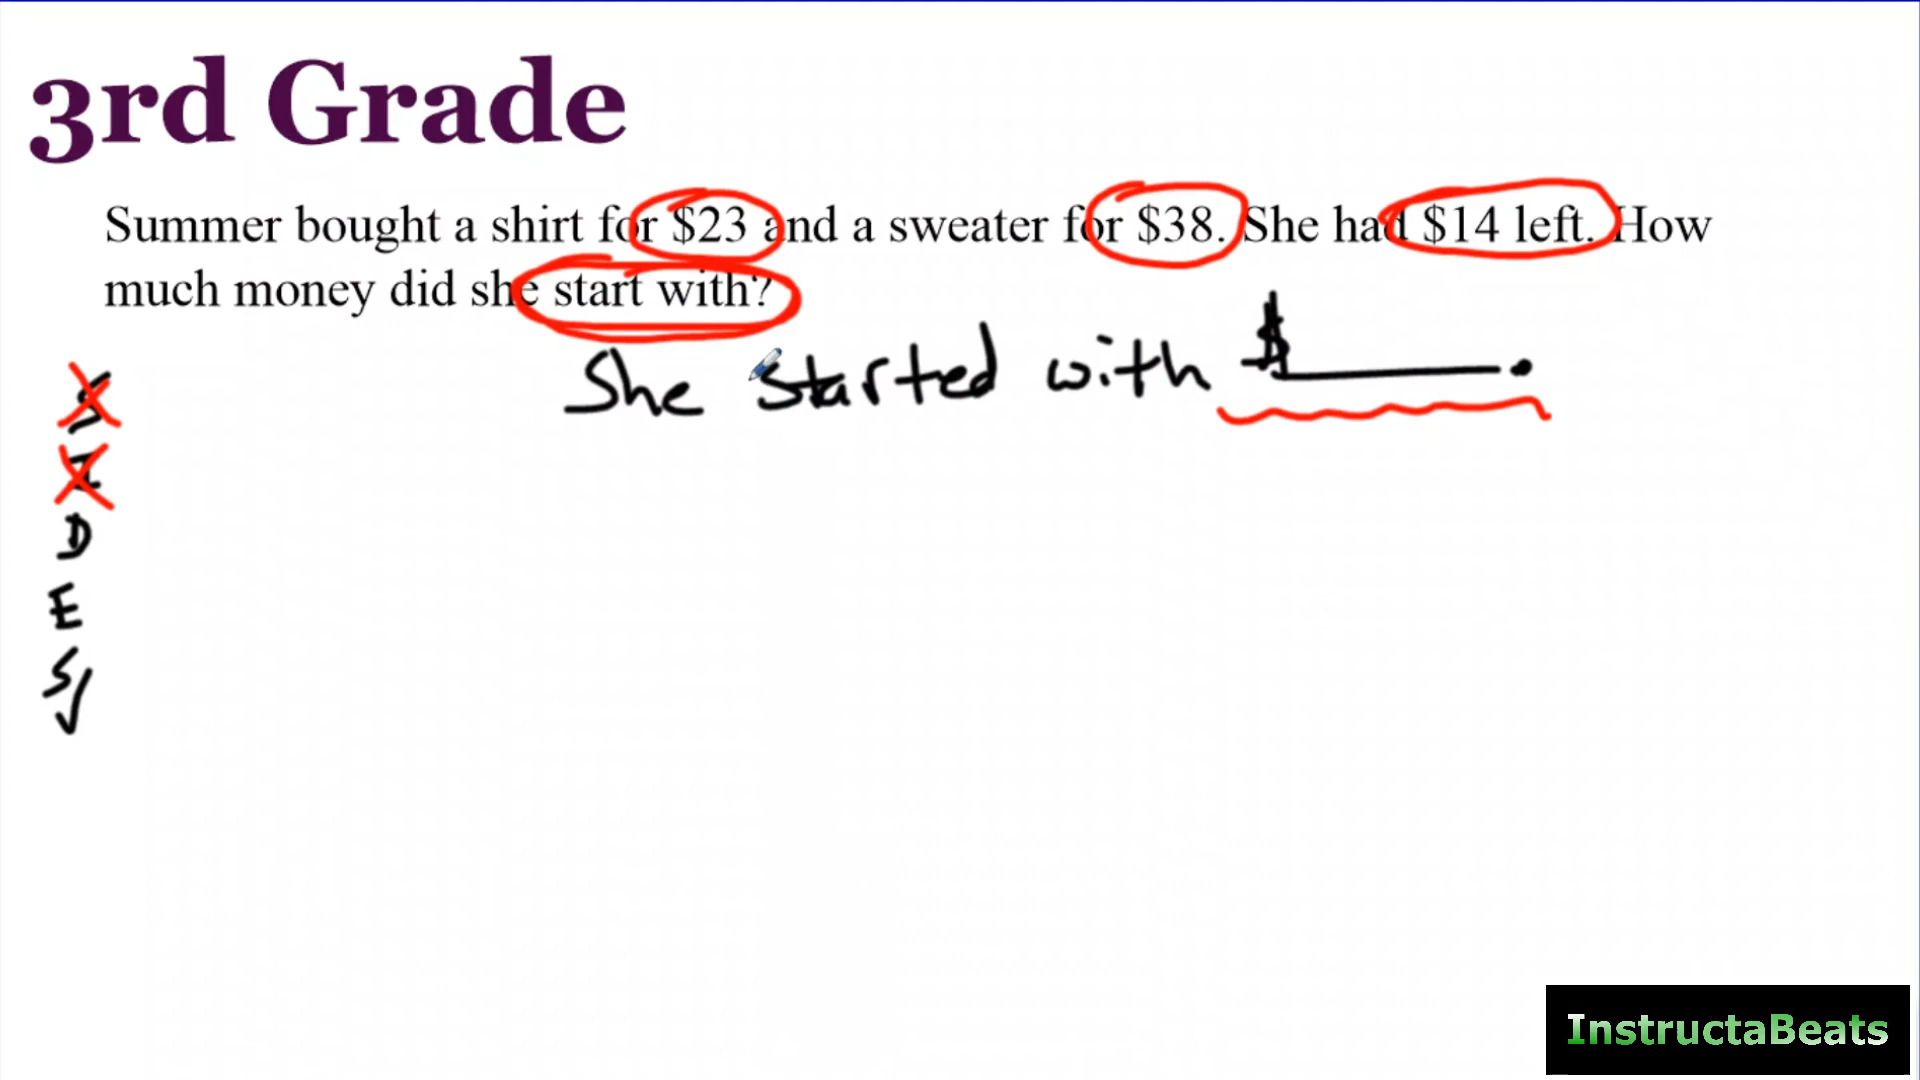 3rd Grade
Summer bought a shirt for $23 and a sweater for $38. She had $14 left. How
much money did she start with?
She started with $______.
S
I
D
E
S√
InstructaBeats